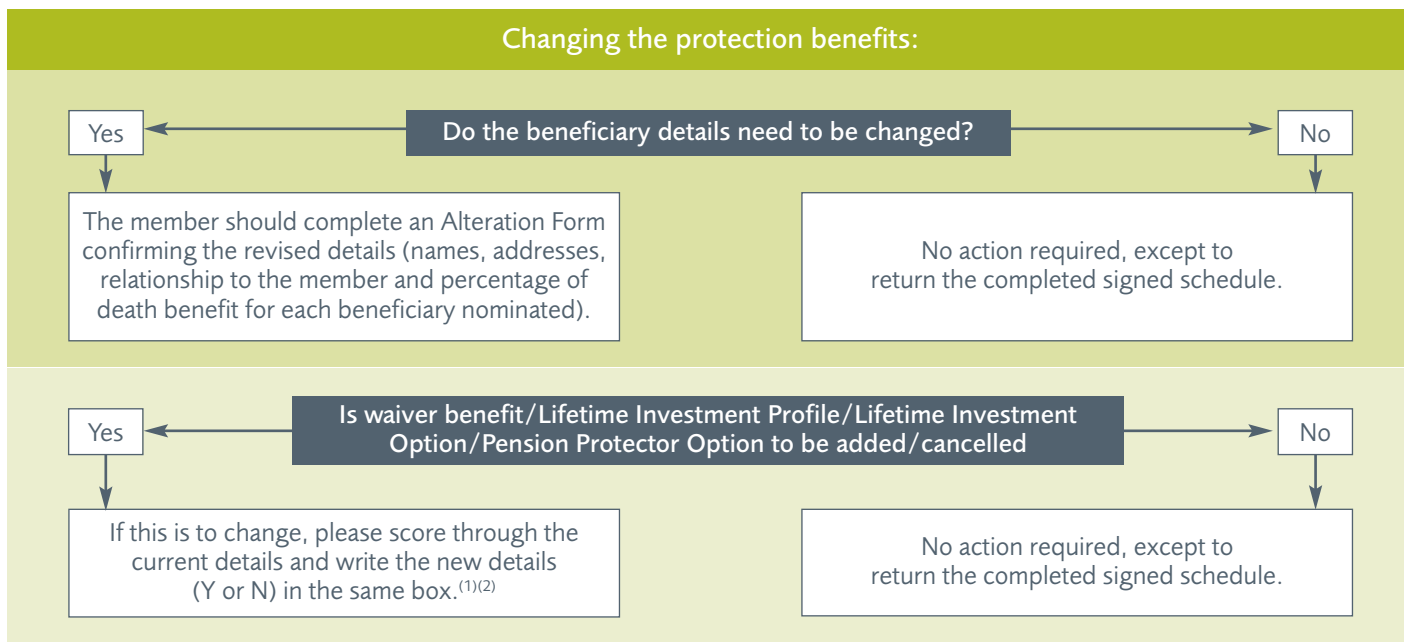 Changing the protection benefits:
Yes
Do the beneficiary details need to be changed?
No
The member should complete an Alteration Form
confirming the revised details (names, addresses,
relationship to the member and percentage of
death benefit for each beneficiary nominated).
No action required, except to
return the completed signed schedule.
Yes
Is waiver benefit/Lifetime Investment Profile/Lifetime Investment
Option/Pension Protector Option to be added/cancelled
No
If this is to change, please score through the
current details and write the new details
(Y or N) in the same box.(1)(2)
No action required, except to
return the completed signed schedule.